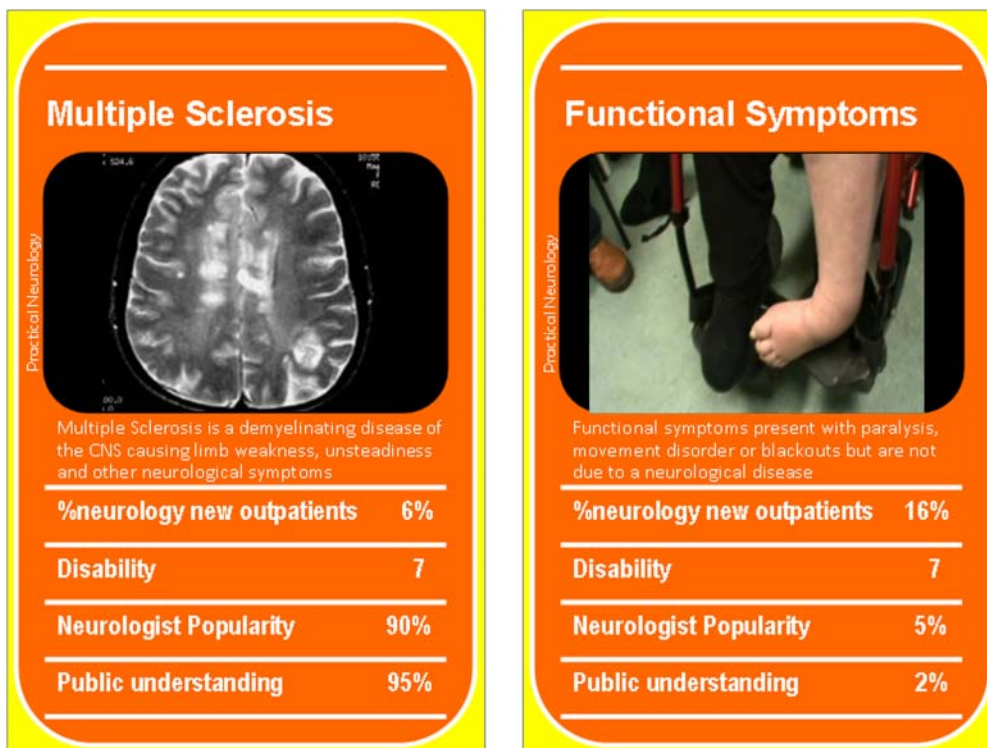 Multiple Sclerosis
Practical Neurology
Multiple Sclerosis is a demyelinating disease of
the CNS causing limb weakness, unsteadiness
and other neurological symptoms
%neurology new outpatients 6%
Disability 7
Neurologist Popularity 90%
Public understanding 95%
Functional Symptoms
Practical Neurology
Functional symptoms present with paralysis,
movement disorder or blackouts but are not
due to a neurological disease
%neurology new outpatients 16%
Disability 7
Neurologist Popularity 5%
Public understanding 2%